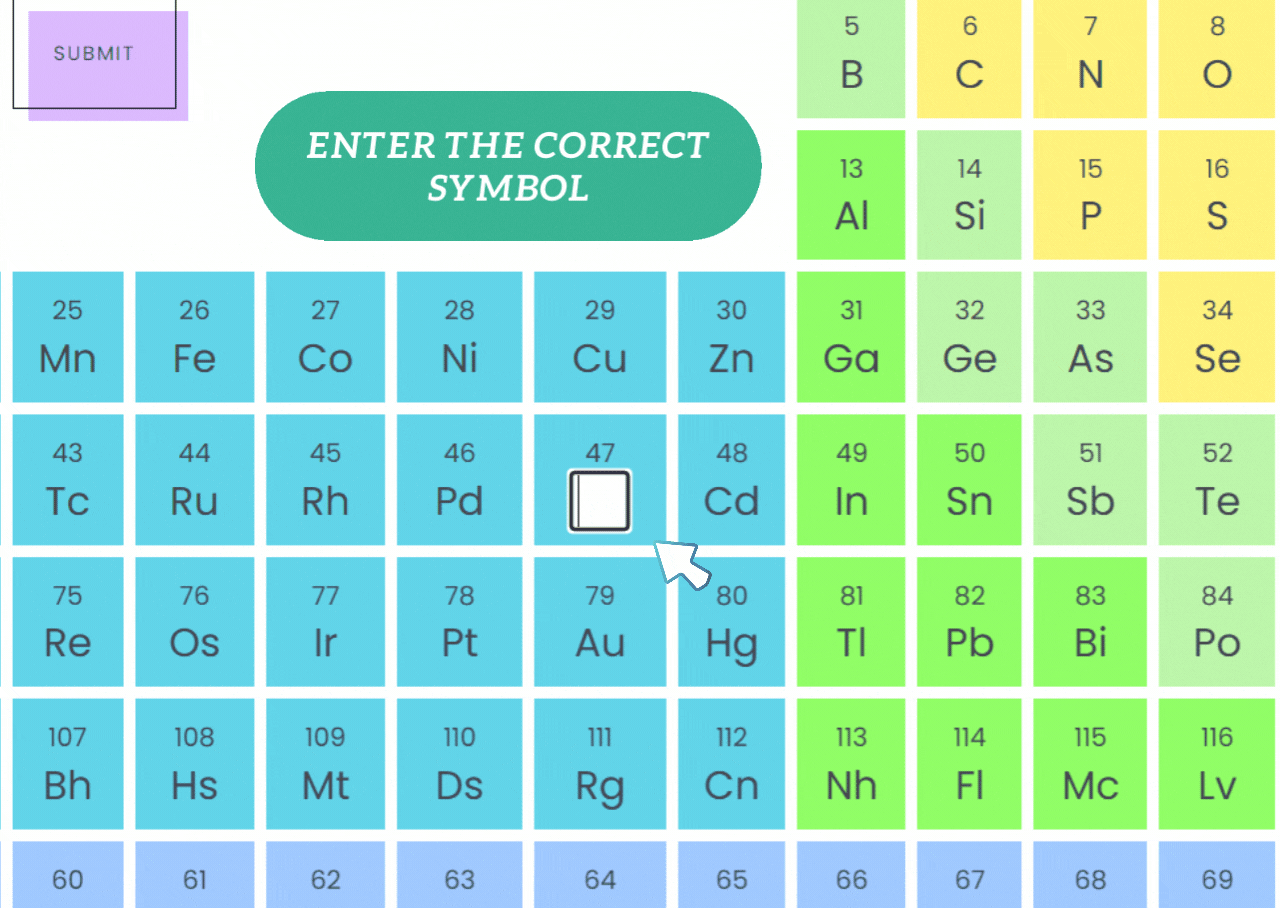 SUBMIT
ENTER THE CORRECT
SYMBOL
5 6 7 8
B C N O
13 14 15 16
Al Si P S
25 26 27 28 29 30 31 32 33 34
Mn Fe Co Ni Cu Zn Ga Ge As Se
43 44 45 46 47 48 49 50 51 52
Tc Ru Rh Pd Cd In Sn Sb Te
75 76 77 78 79 80 81 82 83 84
Re Os Ir Pt Au Hg Tl Pb Bi Po
107 108 109 110 111 112 113 114 115 116
Bh Hs Mt Ds Rg Cn Nh Fl Mc Lv
60 61 62 63 64 65 66 67 68 69